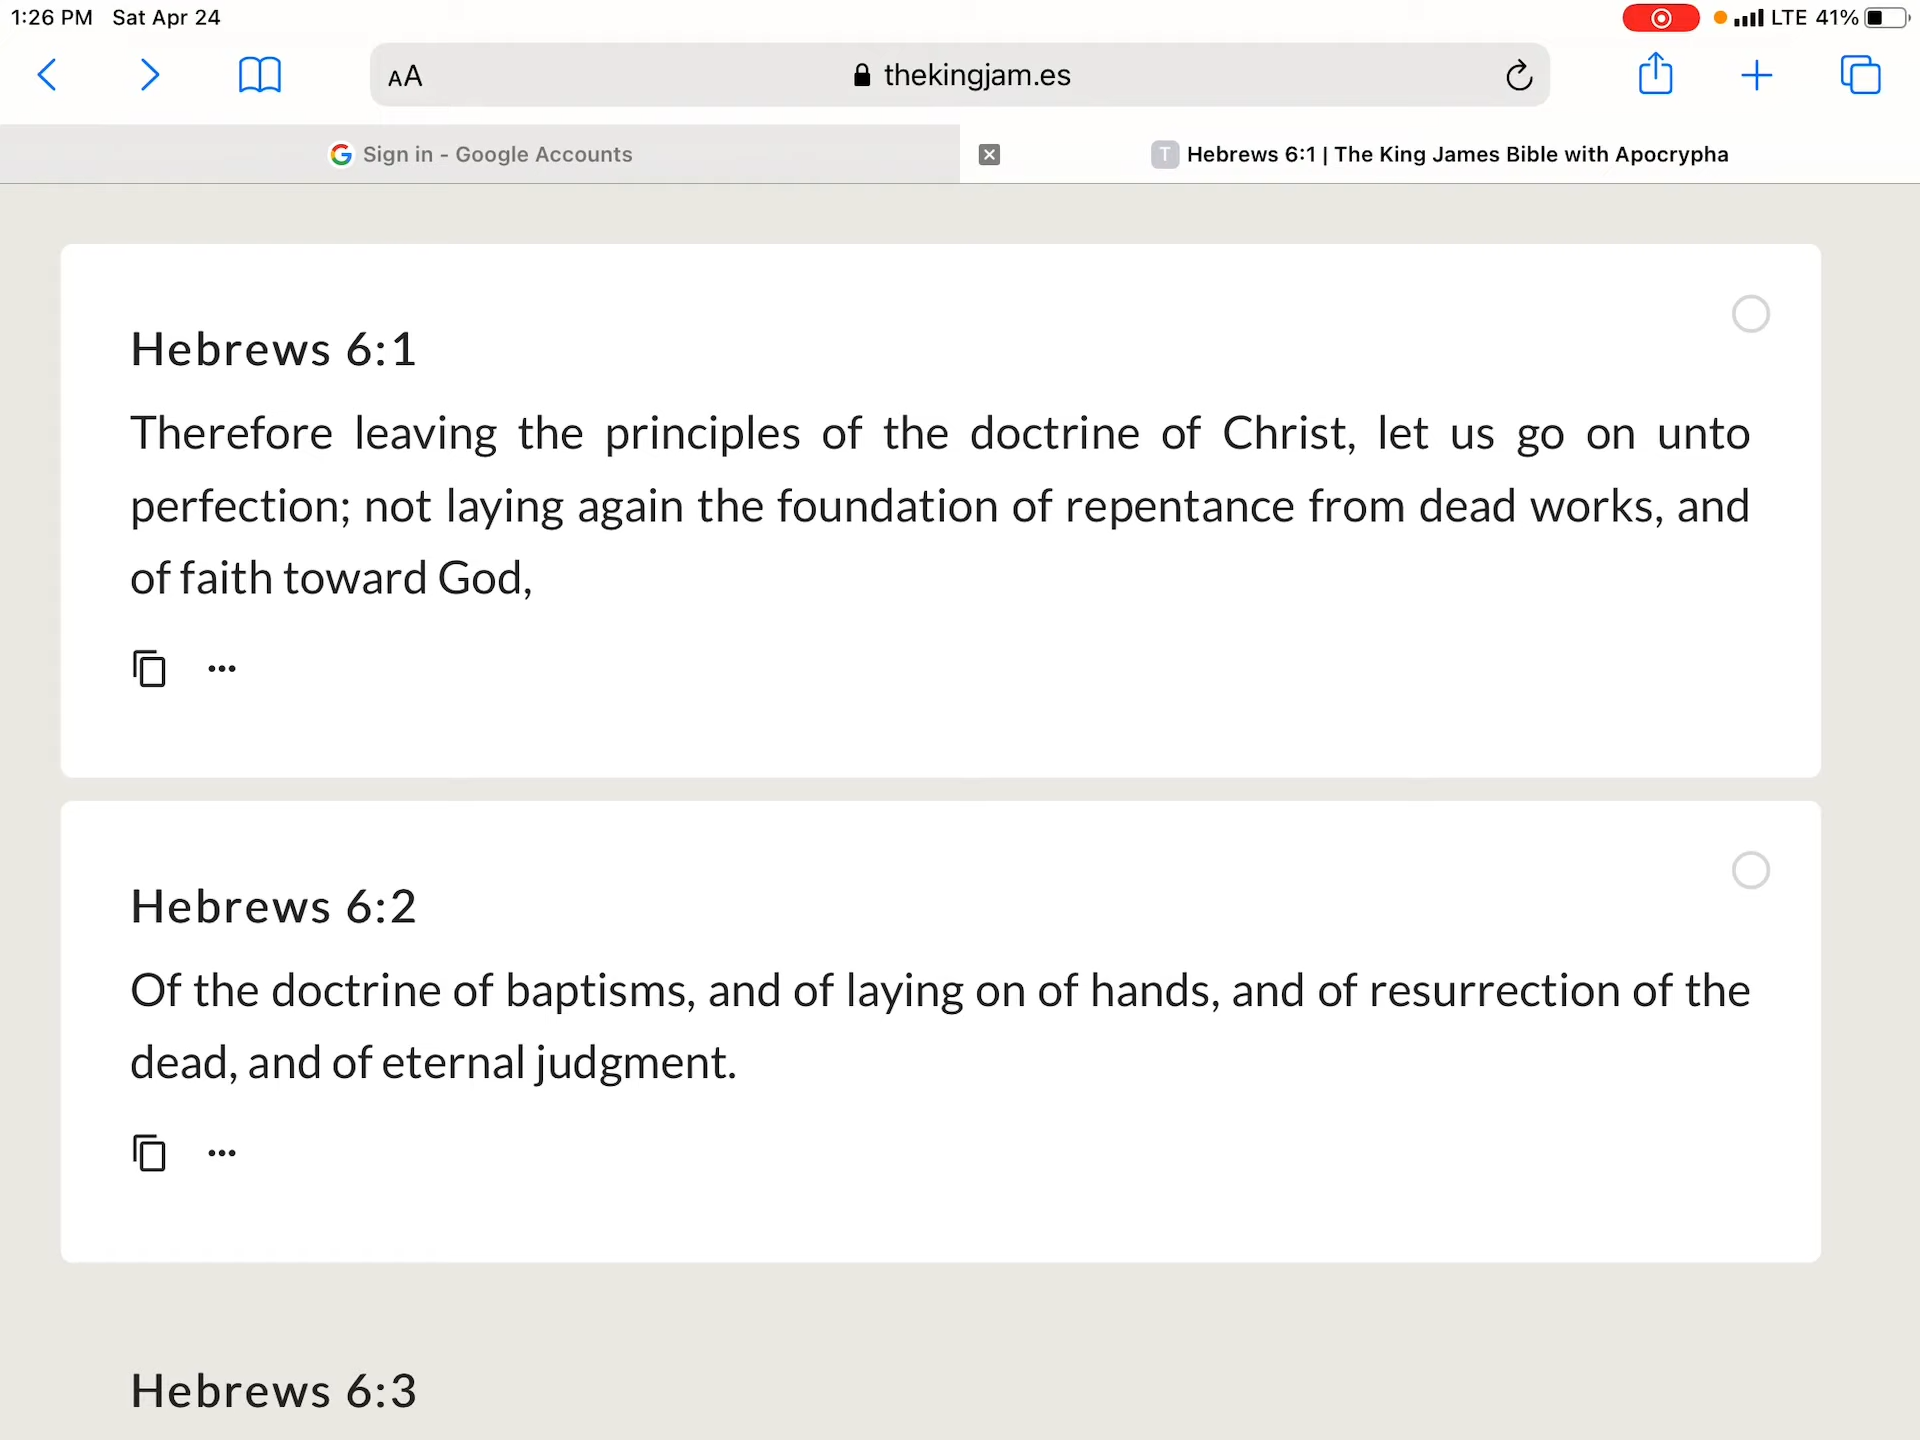 1:26 PM Sat Apr 24
LTE 41%
AA
thekingjam.es
Sign in - Google Accounts
T Hebrews 6:1 | The King James Bible with Apocrypha
Hebrews 6:1
Therefore leaving the principles of the doctrine of Christ, let us go on unto
perfection; not laying again the foundation of repentance from dead works, and
of faith toward God,
Hebrews 6:2
Of the doctrine of baptisms, and of laying on of hands, and of resurrection of the
dead, and of eternal judgment.
Hebrews 6:3